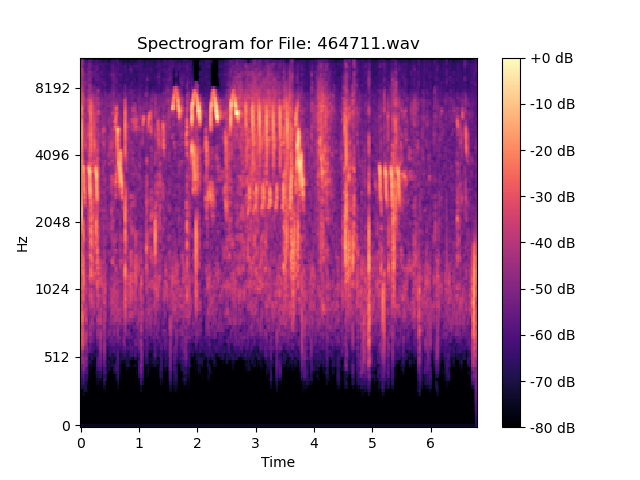 Spectrogram for File: 464711.wav
8192
4096
2048
1024
512
0
Hz
0 1 2 3 4 5 6
Time
+0 dB
-10 dB
-20 dB
-30 dB
-40 dB
-50 dB
-60 dB
-70 dB
-80 dB